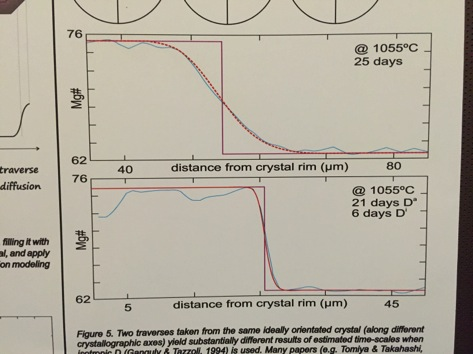 76
@ 1055ºC
25 days
Mg#
62
40
distance from crystal rim (µm)
80
traverse
diffusion
76
@ 1055ºC
21 days D*
6 days Dⁱ
Mg#
filling it with
al, and apply
ion modeling
62
5
distance from crystal rim (µm)
45
Figure 5. Two traverses taken from the same ideally orientated crystal (along different
crystallographic axes) yield substantially different results of estimated time-scales when
isotropic D (Ganguly & Tazzoli, 1994) is used. Many papers (e.g. Tomiya & Takahashi,